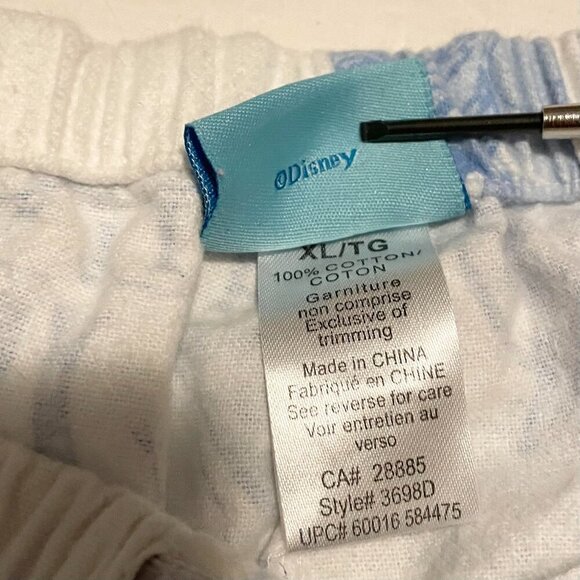 ©Disney
XL/TG
100% COTTON/
COTON
Garniture
non comprise
Exclusive of
trimming
Made in CHINA
Fabriqué en CHINE
See reverse for care
Voir entretien au
verso
CA# 28885
Style# 3698D
UPC# 60016 584475